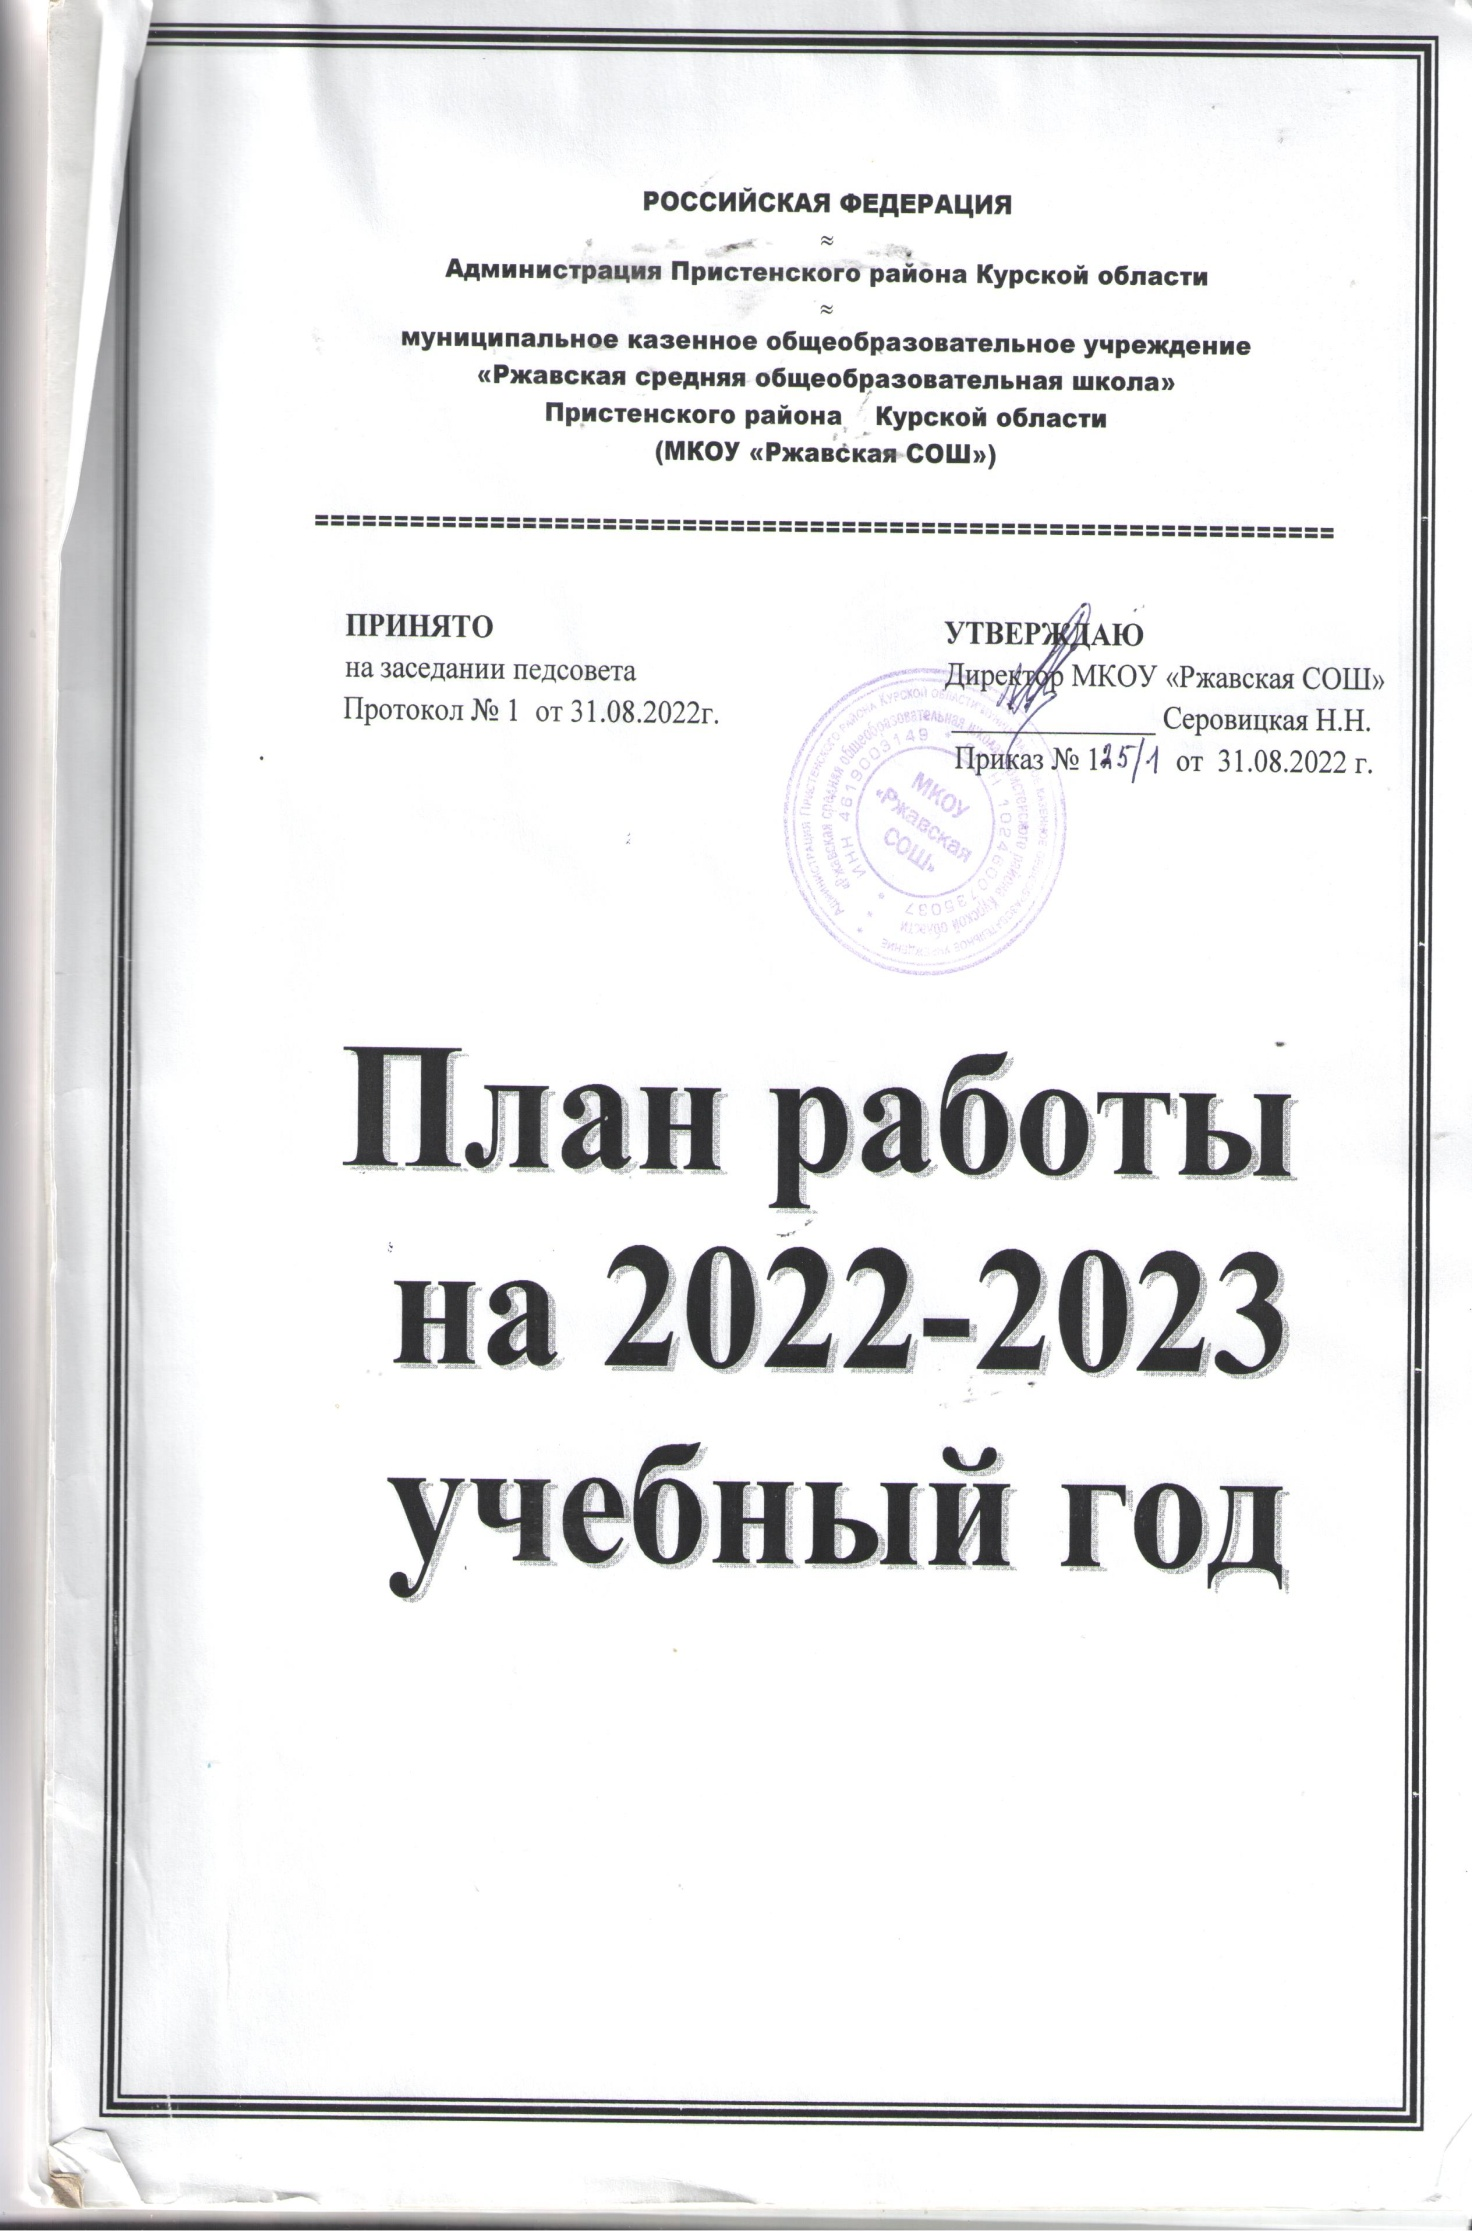 РОССИЙСКАЯ ФЕДЕРАЦИЯ
≈
Администрация Пристенского района Курской области
≈
муниципальное казенное общеобразовательное учреждение
«Ржавская средняя общеобразовательная школа»
Пристенского района Курской области
(МКОУ «Ржавская СОШ»)
================================================================
ПРИНЯТО
на заседании педсовета
Протокол № 1 от 31.08.2022г.
УТВЕРЖДАЮ
Директор МКОУ «Ржавская СОШ»
_____________ Серовицкая Н.Н.
Приказ № 125/1 от 31.08.2022 г.
МКОУ
«Ржавская
СОШ»
ИНН 4619003149
План работы
на 2022-2023
учебный год